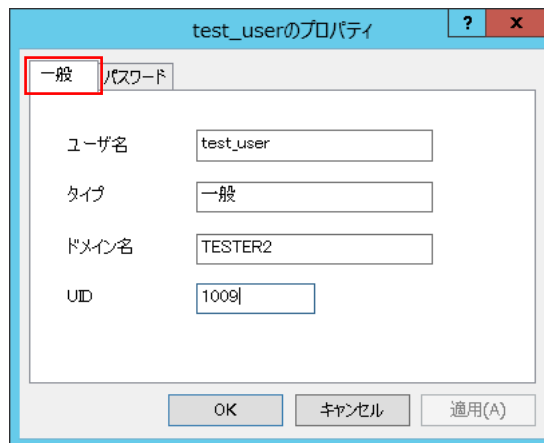 test_userのプロパティ
?
x
一般 パスワード
ユーザ名 test_user
タイプ 一般
ドメイン名 TESTER2
UID 1009
OK キャンセル 適用(A)